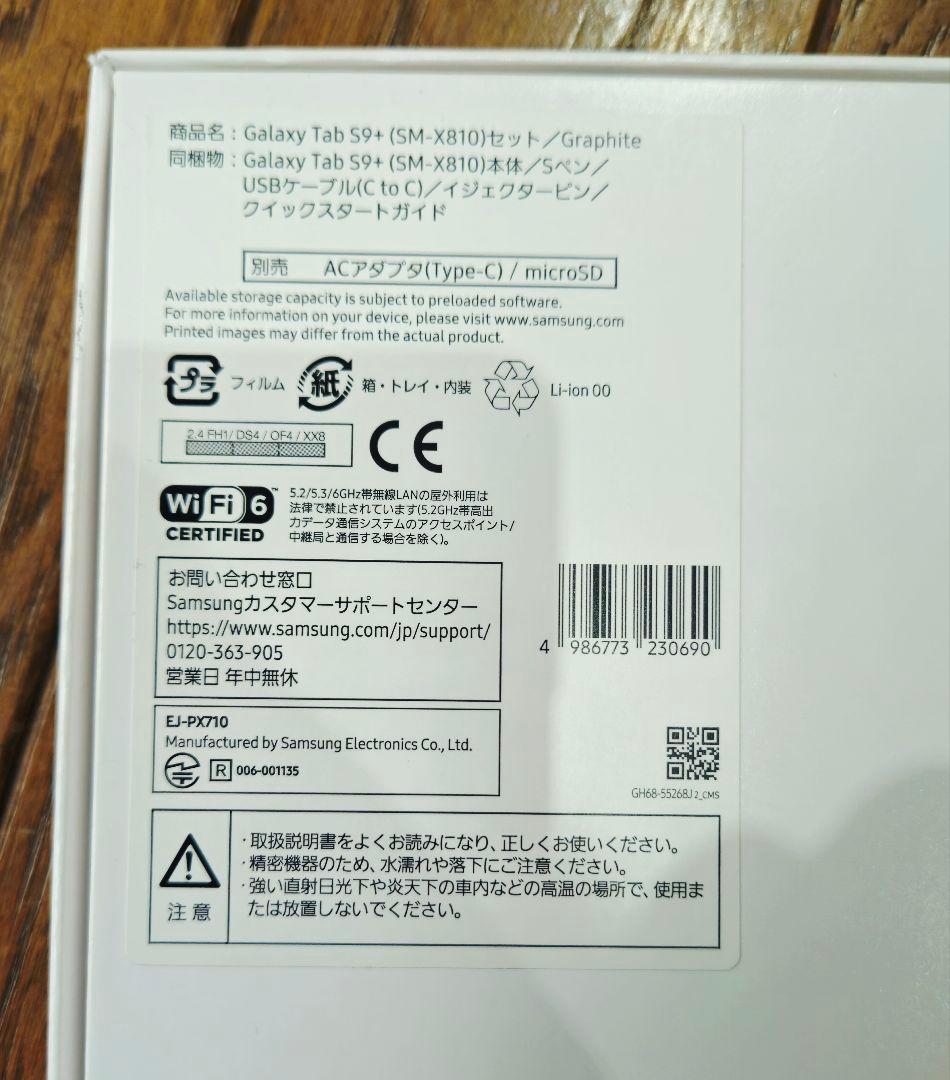 商品名：Galaxy Tab S9+ (SM-X810)セット／Graphite
同梱物：Galaxy Tab S9+ (SM-X810)本体／Sペン／
USBケーブル(C to C)／イジェクターピン／
クイックスタートガイド
別売 ACアダプタ(Type-C) / microSD
Available storage capacity is subject to preloaded software.
For more information on your device, please visit www.samsung.com
Printed images may differ from the actual product.
プラ フィルム 紙 箱・トレイ・内装 Li-ion 00
2.4 FH1/ DS4 / OF4 / XX8
CE
Wi Fi 6™
CERTIFIED
5.2/5.3/6GHz帯無線LANの屋外利用は
法律で禁止されています(5.2GHz帯高出
力データ通信システムのアクセスポイント/
中継局と通信する場合を除く)。
お問い合わせ窓口
Samsungカスタマーサポートセンター
https://www.samsung.com/jp/support/
0120-363-905
営業日 年中無休
4 986773 230690
EJ-PX710
Manufactured by Samsung Electronics Co., Ltd.
R 006-001135
GH68-55268J 2_CMS
注意
・取扱説明書をよくお読みになり、正しくお使いください。
・精密機器のため、水濡れや落下にご注意ください。
・強い直射日光下や炎天下の車内などの高温の場所で、使用ま
たは放置しないでください。